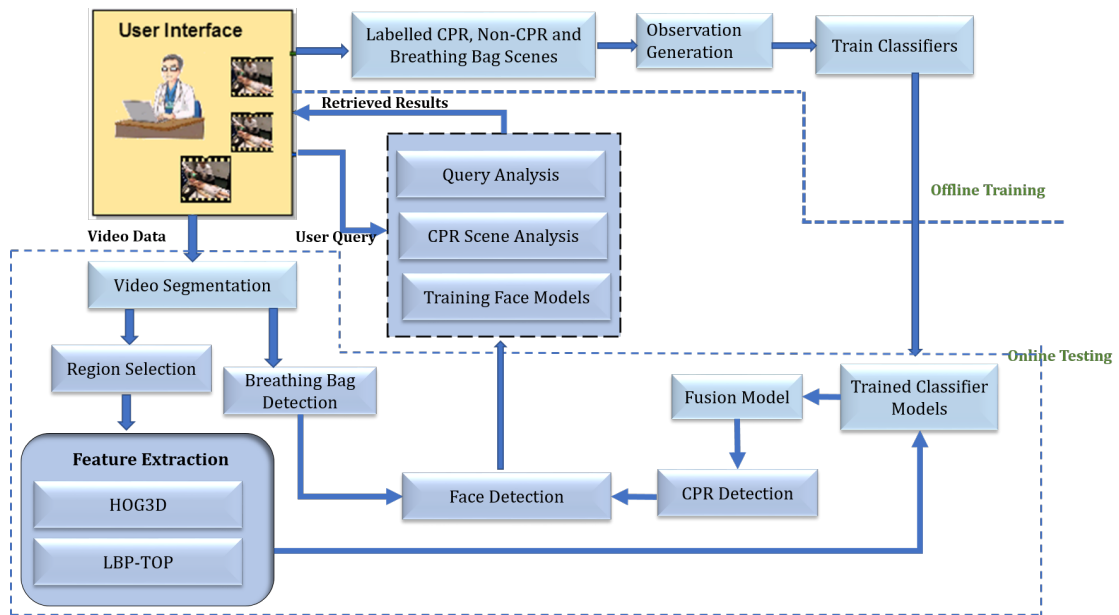 User Interface
Labelled CPR, Non-CPR and
Breathing Bag Scenes
Observation
Generation
Train Classifiers
Retrieved Results
Query Analysis
CPR Scene Analysis
Training Face Models
Offline Training
Video Data
User Query
Video Segmentation
Online Testing
Region Selection
Breathing Bag
Detection
Fusion Model
Trained Classifier
Models
Feature Extraction
HOG3D
LBP-TOP
Face Detection
CPR Detection